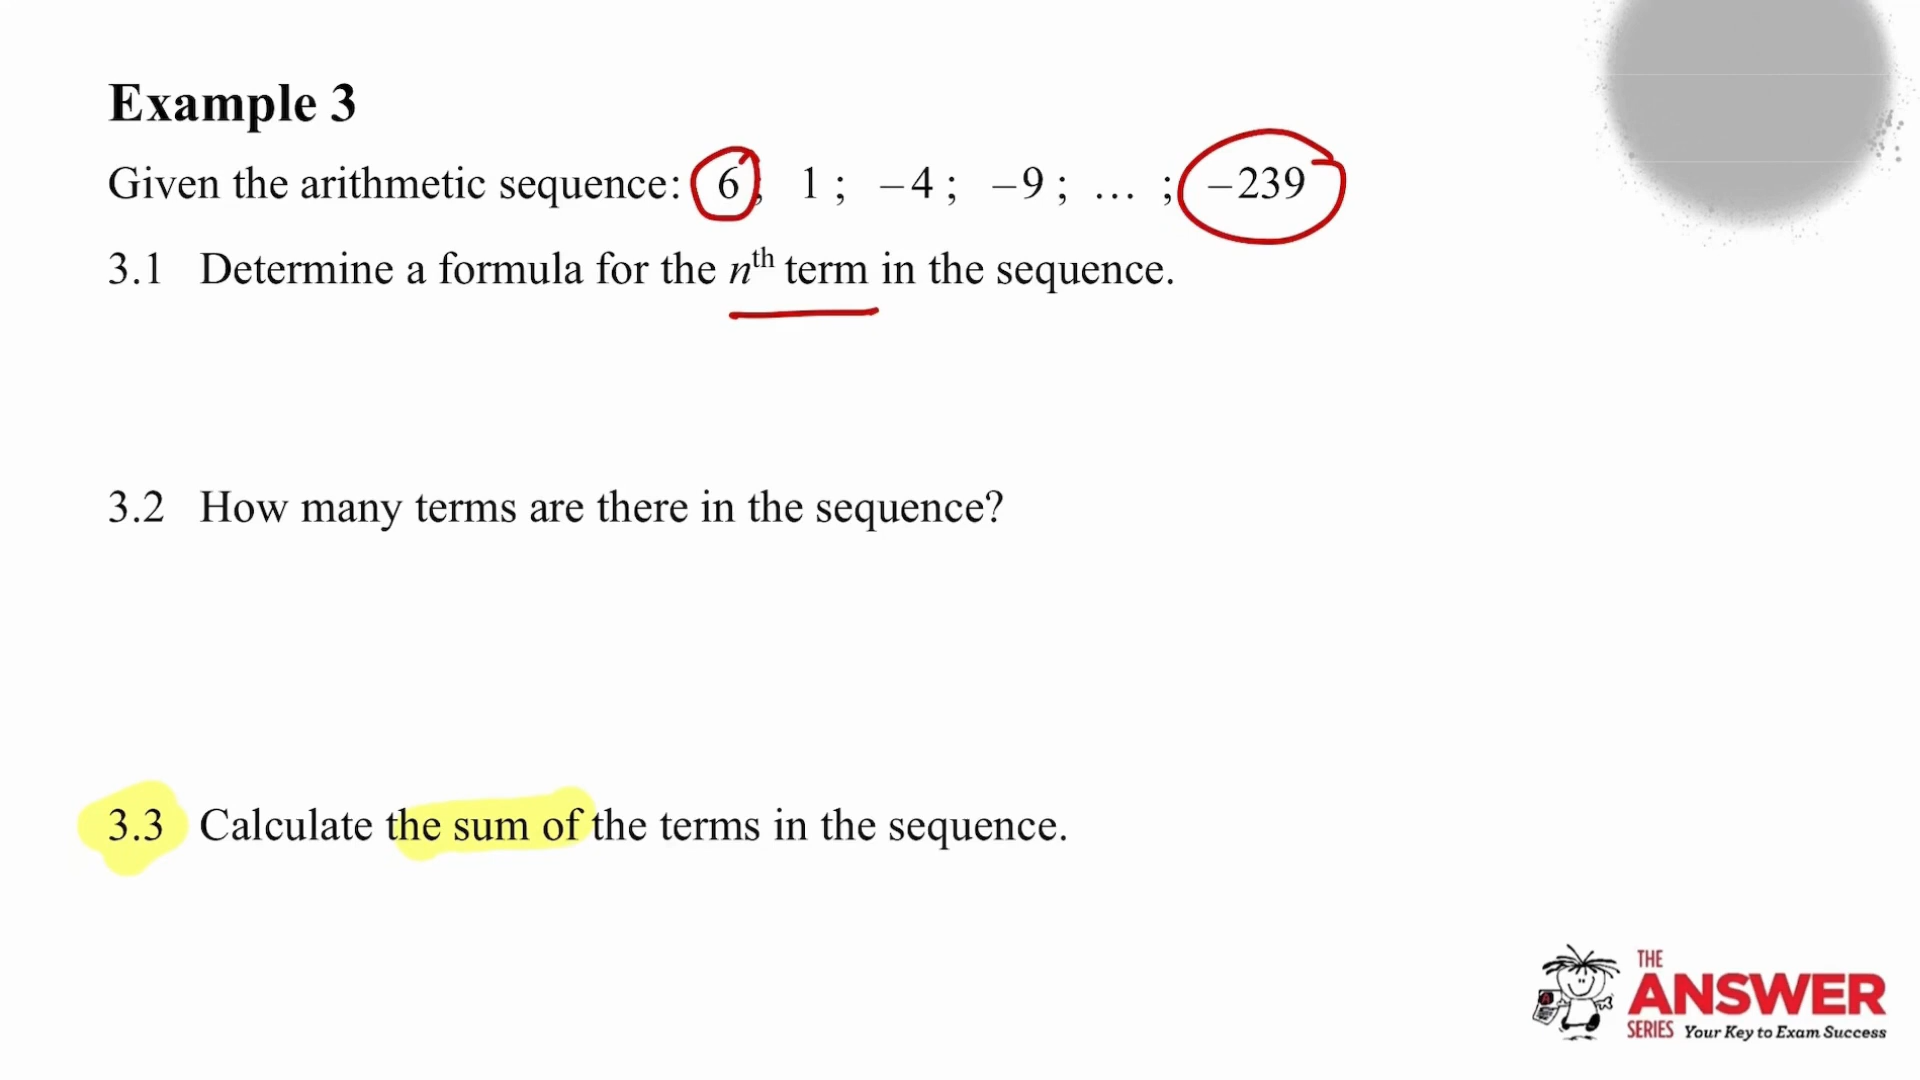 Example 3
Given the arithmetic sequence: 6; 1 ; –4 ; –9 ; … ; –239
3.1 Determine a formula for the nth term in the sequence.
3.2 How many terms are there in the sequence?
3.3 Calculate the sum of the terms in the sequence.
THE
ANSWER
SERIES Your Key to Exam Success